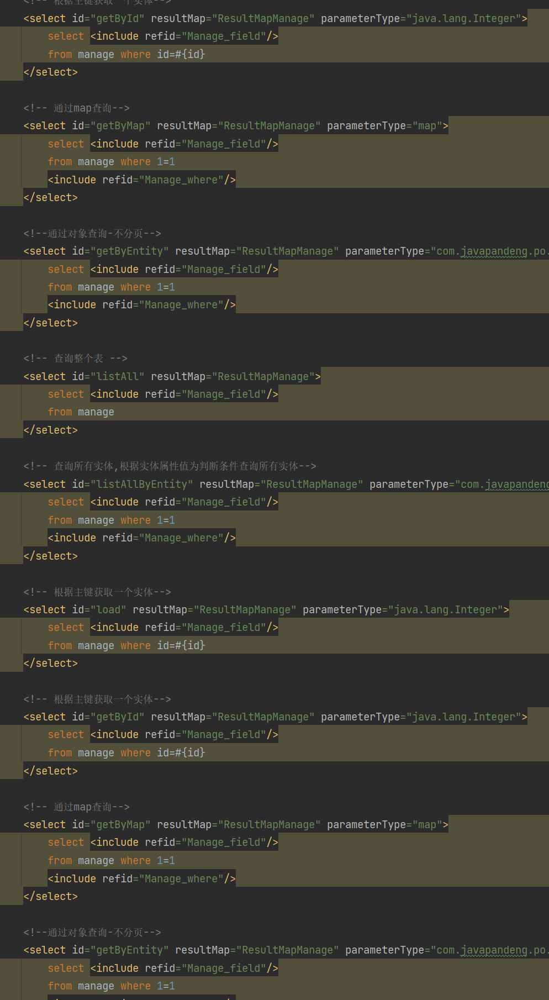 <!-- 根据主键获取一个实体-->
<select id="getById" resultMap="ResultMapManage" parameterType="java.lang.Integer">
select <include refid="Manage_field"/>
from manage where id=#{id}
</select>
<!-- 通过map查询-->
<select id="getByMap" resultMap="ResultMapManage" parameterType="map">
select <include refid="Manage_field"/>
from manage where 1=1
<include refid="Manage_where"/>
</select>
<!--通过对象查询-不分页-->
<select id="getByEntity" resultMap="ResultMapManage" parameterType="com.javapandeng.po.
select <include refid="Manage_field"/>
from manage where 1=1
<include refid="Manage_where"/>
</select>
<!-- 查询整个表 -->
<select id="listAll" resultMap="ResultMapManage">
select <include refid="Manage_field"/>
from manage
</select>
<!-- 查询所有实体,根据实体属性值为判断条件查询所有实体-->
<select id="listAllByEntity" resultMap="ResultMapManage" parameterType="com.javapandeng
select <include refid="Manage_field"/>
from manage where 1=1
<include refid="Manage_where"/>
</select>
<!-- 根据主键获取一个实体-->
<select id="load" resultMap="ResultMapManage" parameterType="java.lang.Integer">
select <include refid="Manage_field"/>
from manage where id=#{id}
</select>
<!-- 根据主键获取一个实体-->
<select id="getById" resultMap="ResultMapManage" parameterType="java.lang.Integer">
select <include refid="Manage_field"/>
from manage where id=#{id}
</select>
<!-- 通过map查询-->
<select id="getByMap" resultMap="ResultMapManage" parameterType="map">
select <include refid="Manage_field"/>
from manage where 1=1
<include refid="Manage_where"/>
</select>
<!--通过对象查询-不分页-->
<select id="getByEntity" resultMap="ResultMapManage" parameterType="com.javapandeng.po.
select <include refid="Manage_field"/>
from manage where 1=1